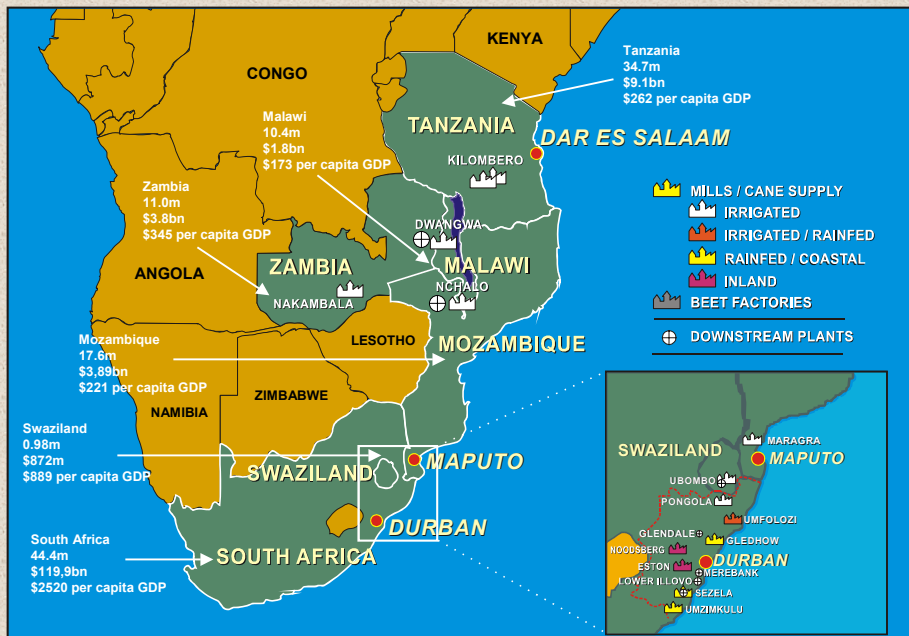 KENYA
CONGO
Tanzania
34.7m
$9.1bn
$262 per capita GDP
Malawi
10.4m
$1.8bn
$173 per capita GDP
TANZANIA
DAR ES SALAAM
KILOMBERO
Zambia
11.0m
$3.8bn
$345 per capita GDP
MILLS / CANE SUPPLY
IRRIGATED
IRRIGATED / RAINFED
RAINFED / COASTAL
INLAND
BEET FACTORIES
DOWNSTREAM PLANTS
DWANGWA
ANGOLA
ZAMBIA
MALAWI
NCHALO
NAKAMBALA
Mozambique
17.6m
$3,89bn
$221 per capita GDP
LESOTHO
MOZAMBIQUE
NAMIBIA
ZIMBABWE
Swaziland
0.98m
$872m
$889 per capita GDP
SWAZILAND
MAPUTO
DURBAN
South Africa
44.4m
$119,9bn
$2520 per capita GDP
SOUTH AFRICA
MARAGRA
SWAZILAND
MAPUTO
UBOMBO
PONGOLA
UMFOLOZI
GLENDALE
GLEDHOW
NOODSBERG
DURBAN
ESTON
MEREBANK
LOWER ILLOVO
SEZELA
UMZIMKULU